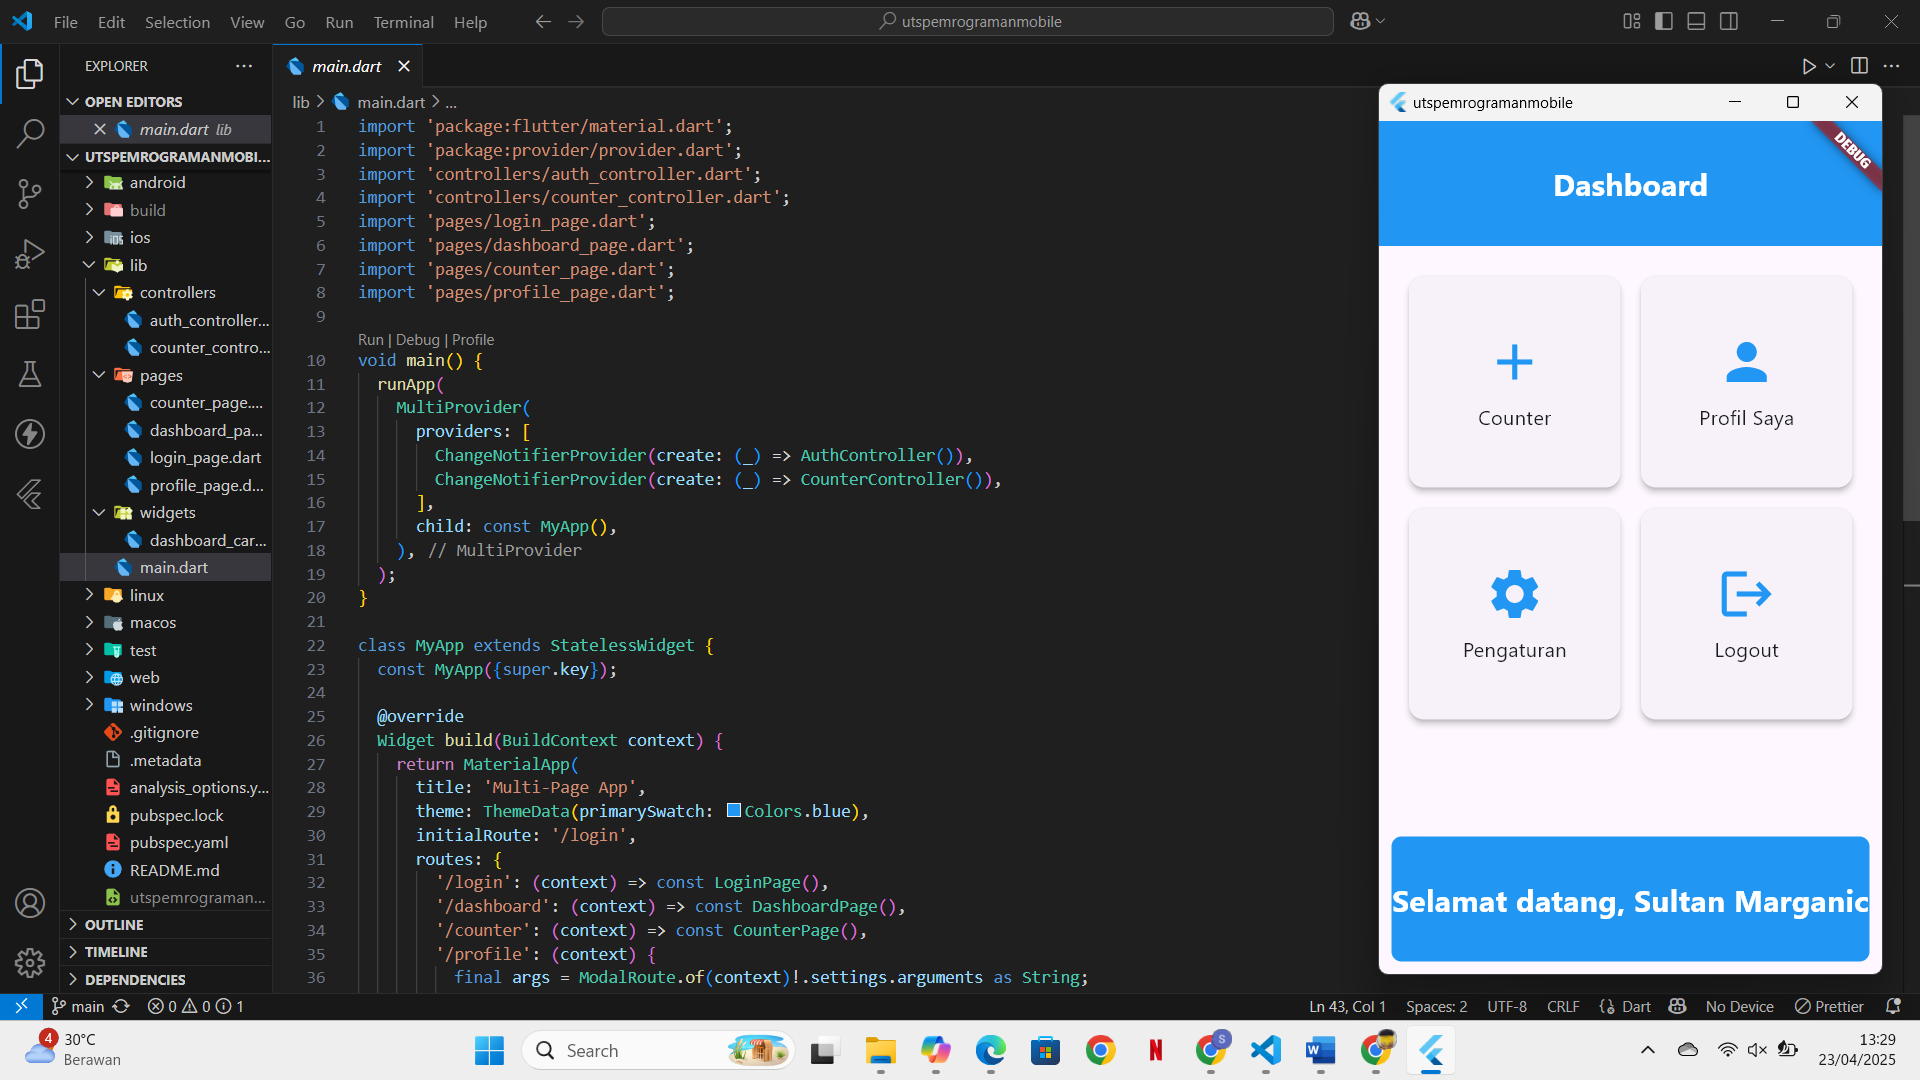 File Edit Selection View Go Run Terminal Help
utspemrogramanmobile
EXPLORER
OPEN EDITORS
main.dart lib
UTSPEMROGRAMANMOBI...
android
build
ios
lib
controllers
auth_controller...
counter_contro...
pages
counter_page....
dashboard_pa...
login_page.dart
profile_page.d...
widgets
dashboard_car...
main.dart
linux
macos
test
web
windows
.gitignore
.metadata
analysis_options.y...
pubspec.lock
pubspec.yaml
README.md
utspemrograman...
OUTLINE
TIMELINE
DEPENDENCIES
main.dart
lib > main.dart > ...
1 import 'package:flutter/material.dart';
2 import 'package:provider/provider.dart';
3 import 'controllers/auth_controller.dart';
4 import 'controllers/counter_controller.dart';
5 import 'pages/login_page.dart';
6 import 'pages/dashboard_page.dart';
7 import 'pages/counter_page.dart';
8 import 'pages/profile_page.dart';
9
Run | Debug | Profile
10 void main() {
11 runApp(
12 MultiProvider(
13 providers: [
14 ChangeNotifierProvider(create: (_) => AuthController()),
15 ChangeNotifierProvider(create: (_) => CounterController()),
16 ],
17 child: const MyApp(),
18 ), // MultiProvider
19 );
20 }
21
22 class MyApp extends StatelessWidget {
23 const MyApp({super.key});
24
25 @override
26 Widget build(BuildContext context) {
27 return MaterialApp(
28 title: 'Multi-Page App',
29 theme: ThemeData(primarySwatch: Colors.blue),
30 initialRoute: '/login',
31 routes: {
32 '/login': (context) => const LoginPage(),
33 '/dashboard': (context) => const DashboardPage(),
34 '/counter': (context) => const CounterPage(),
35 '/profile': (context) {
36 final args = ModalRoute.of(context)!.settings.arguments as String;
utspemrogramanmobile
DEBUG
Dashboard
Counter
Profil Saya
Pengaturan
Logout
Selamat datang, Sultan Marganic
main 0 0 1
Ln 43, Col 1 Spaces: 2 UTF-8 CRLF Dart No Device Prettier
4
30°C
Berawan
Search
S
13:29
23/04/2025